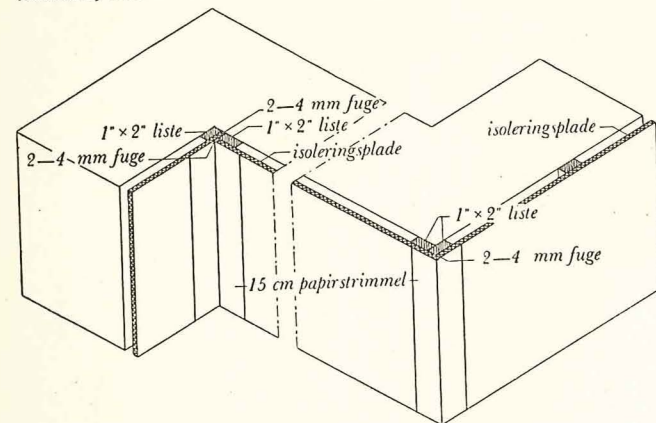 2—4 mm fuge
1" × 2" liste
1" × 2" liste
isoleringsplade
2—4 mm fuge
isoleringsplade
1" × 2" liste
2—4 mm fuge
15 cm papirstrimmel